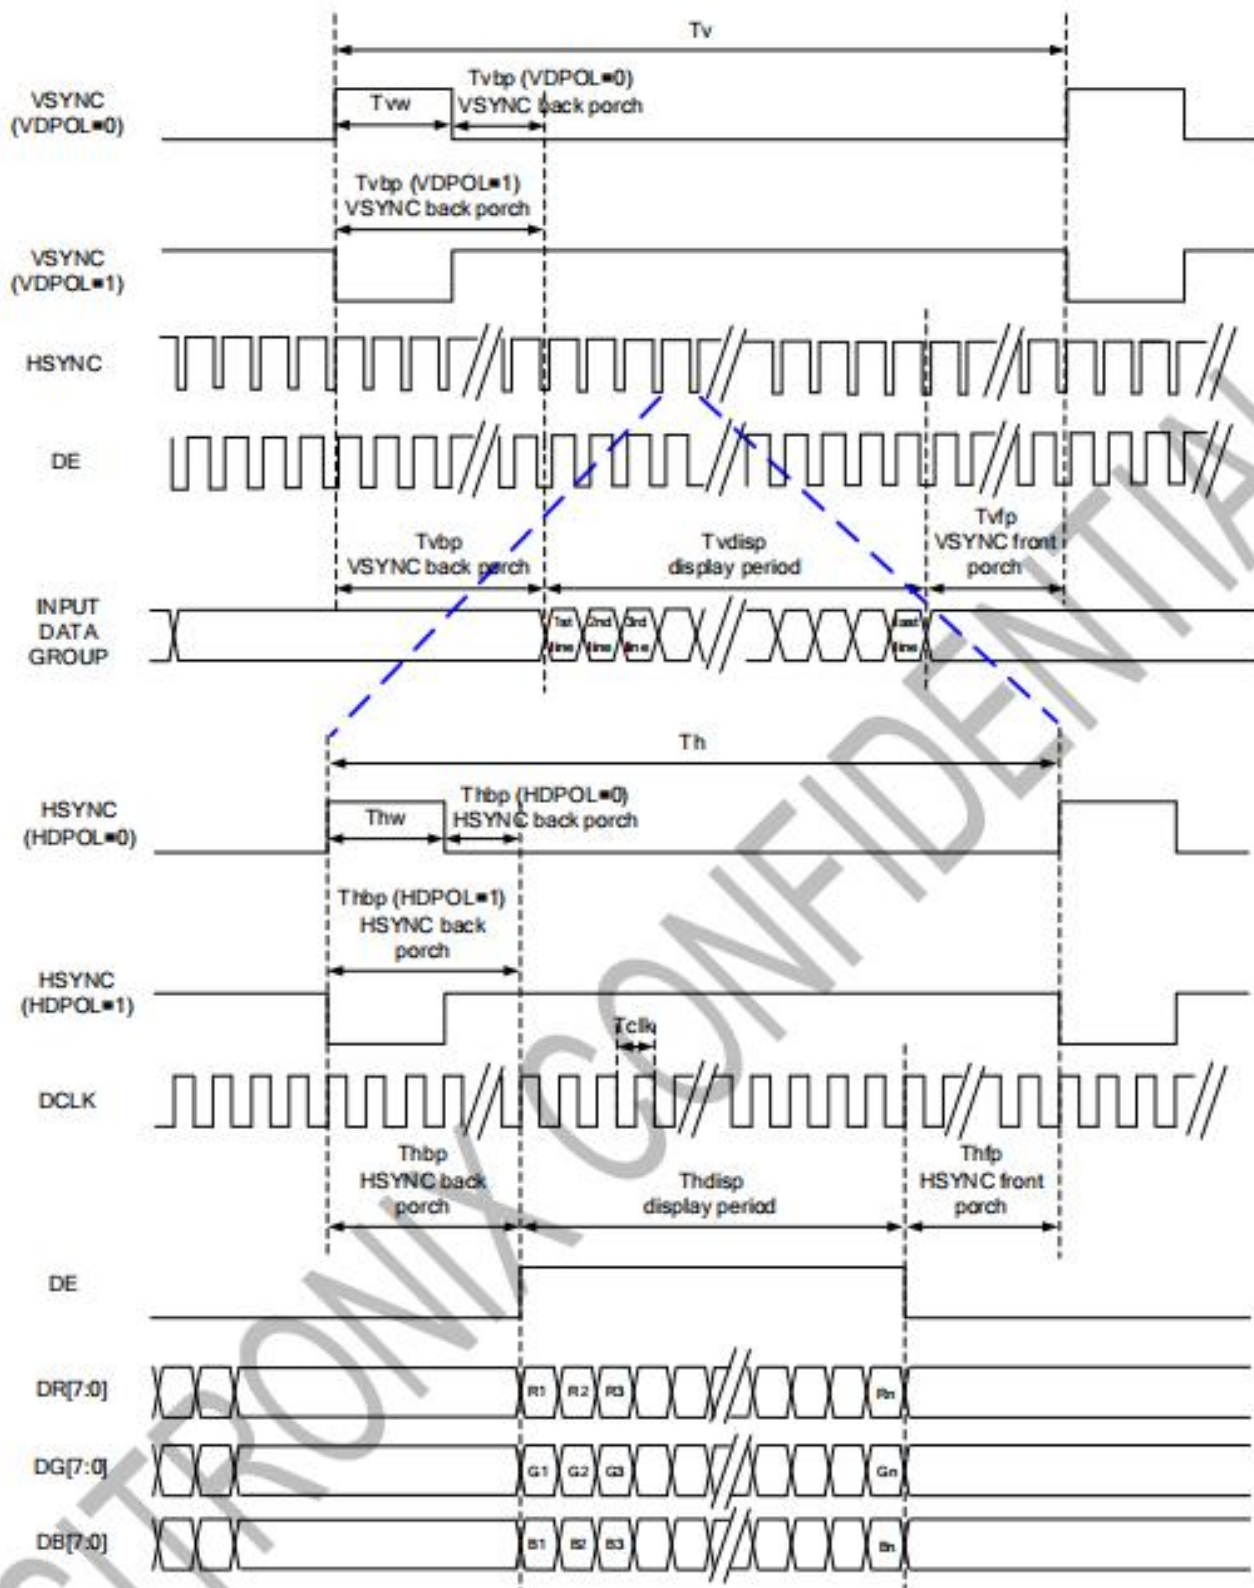 Tv
VSYNC
(VDPOL=0)
Tvw
Tvbp (VDPOL=0)
VSYNC back porch
Tvbp (VDPOL=1)
VSYNC back porch
VSYNC
(VDPOL=1)
HSYNC
DE
Tvbp
VSYNC back porch
Tvdisp
display period
Tvfp
VSYNC front
porch
INPUT
DATA
GROUP
1st
line
2nd
line
3rd
line
last
line
Th
HSYNC
(HDPOL=0)
Thw
Thbp (HDPOL=0)
HSYNC back porch
Thbp (HDPOL=1)
HSYNC back
porch
HSYNC
(HDPOL=1)
Tclk
DCLK
Thbp
HSYNC back
porch
Thdisp
display period
Thfp
HSYNC front
porch
DE
DR[7:0]
R1 R2 R3 Rn
DG[7:0]
G1 G2 G3 Gn
DB[7:0]
B1 B2 B3 Bn
SITRONIX CONFIDENTIAL